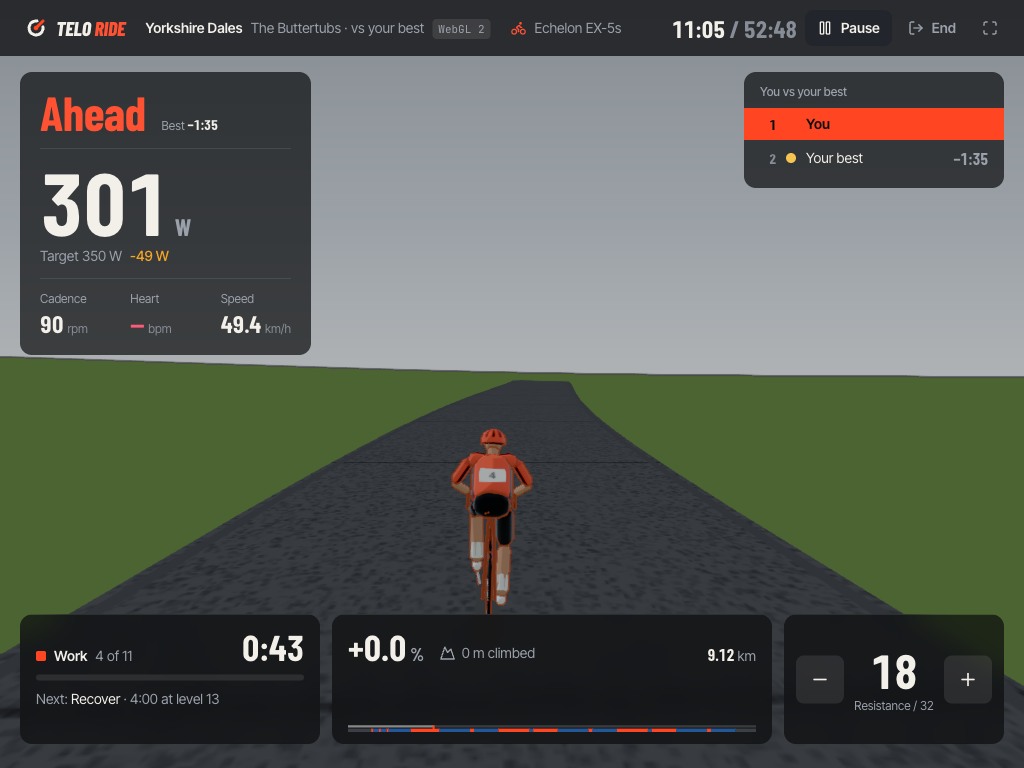 TELO RIDE
Yorkshire Dales The Buttertubs · vs your best WebGL 2
Echelon EX-5s
11:05 / 52:48
Pause
End
Ahead Best −1:35
301 W
Target 350 W -49 W
Cadence Heart Speed
90 rpm – bpm 49.4 km/h
You vs your best
1 You
2 Your best −1:35
4
Work 4 of 11 0:43
Next: Recover · 4:00 at level 13
+0.0 % 0 m climbed 9.12 km
− 18 +
Resistance / 32